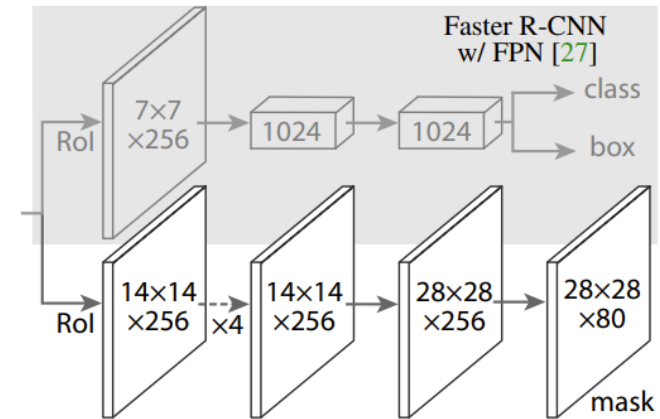 Faster R-CNN
w/ FPN [27]
RoI
7×7
×256
1024
1024
class
box
RoI
14×14
×256
×4
14×14
×256
28×28
×256
28×28
×80
mask